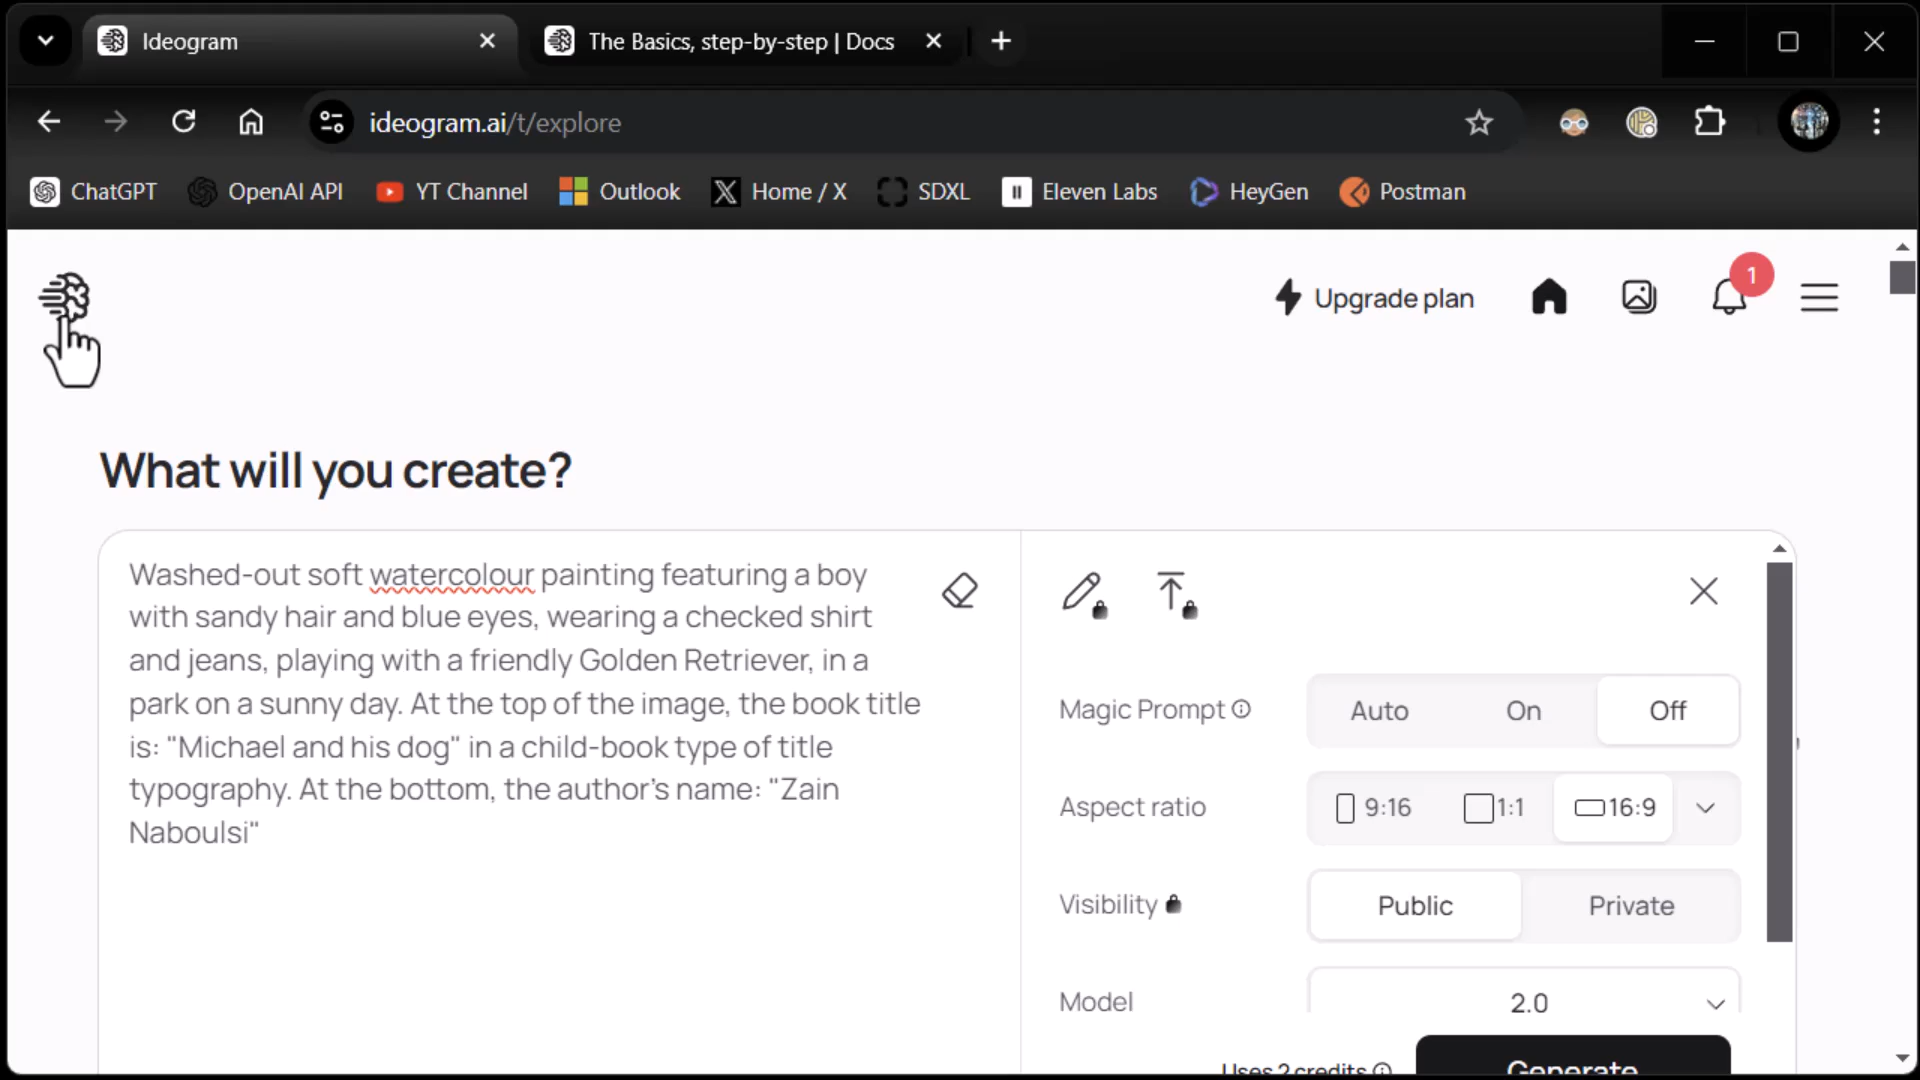 Ideogram
The Basics, step-by-step | Docs
ideogram.ai/t/explore
ChatGPT OpenAI API YT Channel Outlook Home / X SDXL Eleven Labs HeyGen Postman
Upgrade plan
1
What will you create?
Washed-out soft watercolour painting featuring a boy
with sandy hair and blue eyes, wearing a checked shirt
and jeans, playing with a friendly Golden Retriever, in a
park on a sunny day. At the top of the image, the book title
is: "Michael and his dog" in a child-book type of title
typography. At the bottom, the author's name: "Zain
Naboulsi"
Magic Prompt Auto On Off
Aspect ratio 9:16 1:1 16:9
Visibility Public Private
Model 2.0
Uses 2 credits Generate